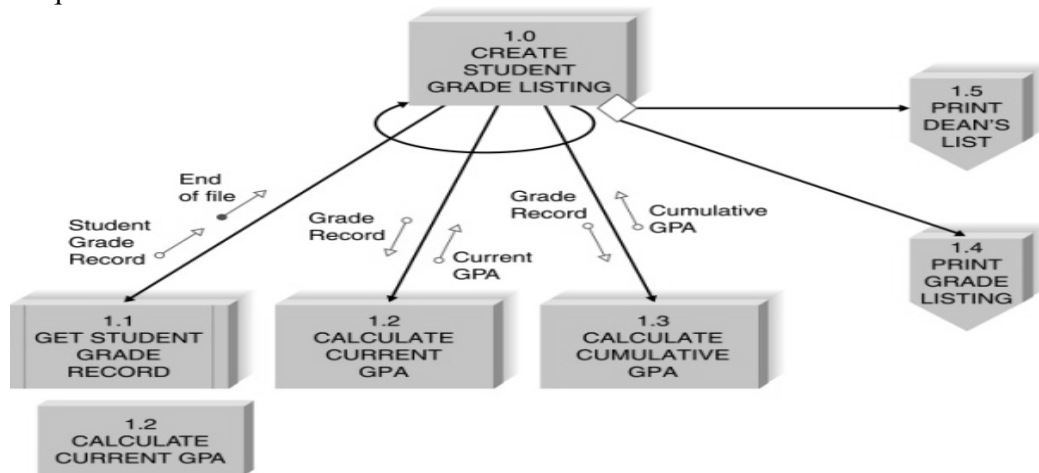 1.0
CREATE
STUDENT
GRADE LISTING
1.5
PRINT
DEAN'S
LIST
End
of file
Student
Grade
Record
Grade
Record
Current
GPA
Grade
Record
Cumulative
GPA
1.4
PRINT
GRADE
LISTING
1.1
GET STUDENT
GRADE
RECORD
1.2
CALCULATE
CURRENT
GPA
1.3
CALCULATE
CUMULATIVE
GPA
1.2
CALCULATE
CURRENT GPA